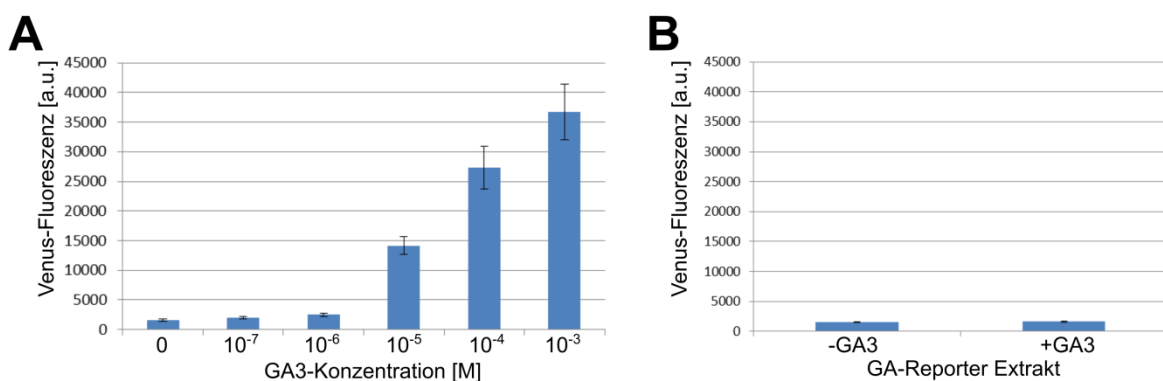 A
Venus-Fluoreszenz [a.u.]
45000
40000
35000
30000
25000
20000
15000
10000
5000
0
0 10⁻⁷ 10⁻⁶ 10⁻⁵ 10⁻⁴ 10⁻³
GA3-Konzentration [M]
B
Venus-Fluoreszenz [a.u.]
45000
40000
35000
30000
25000
20000
15000
10000
5000
0
-GA3 +GA3
GA-Reporter Extrakt